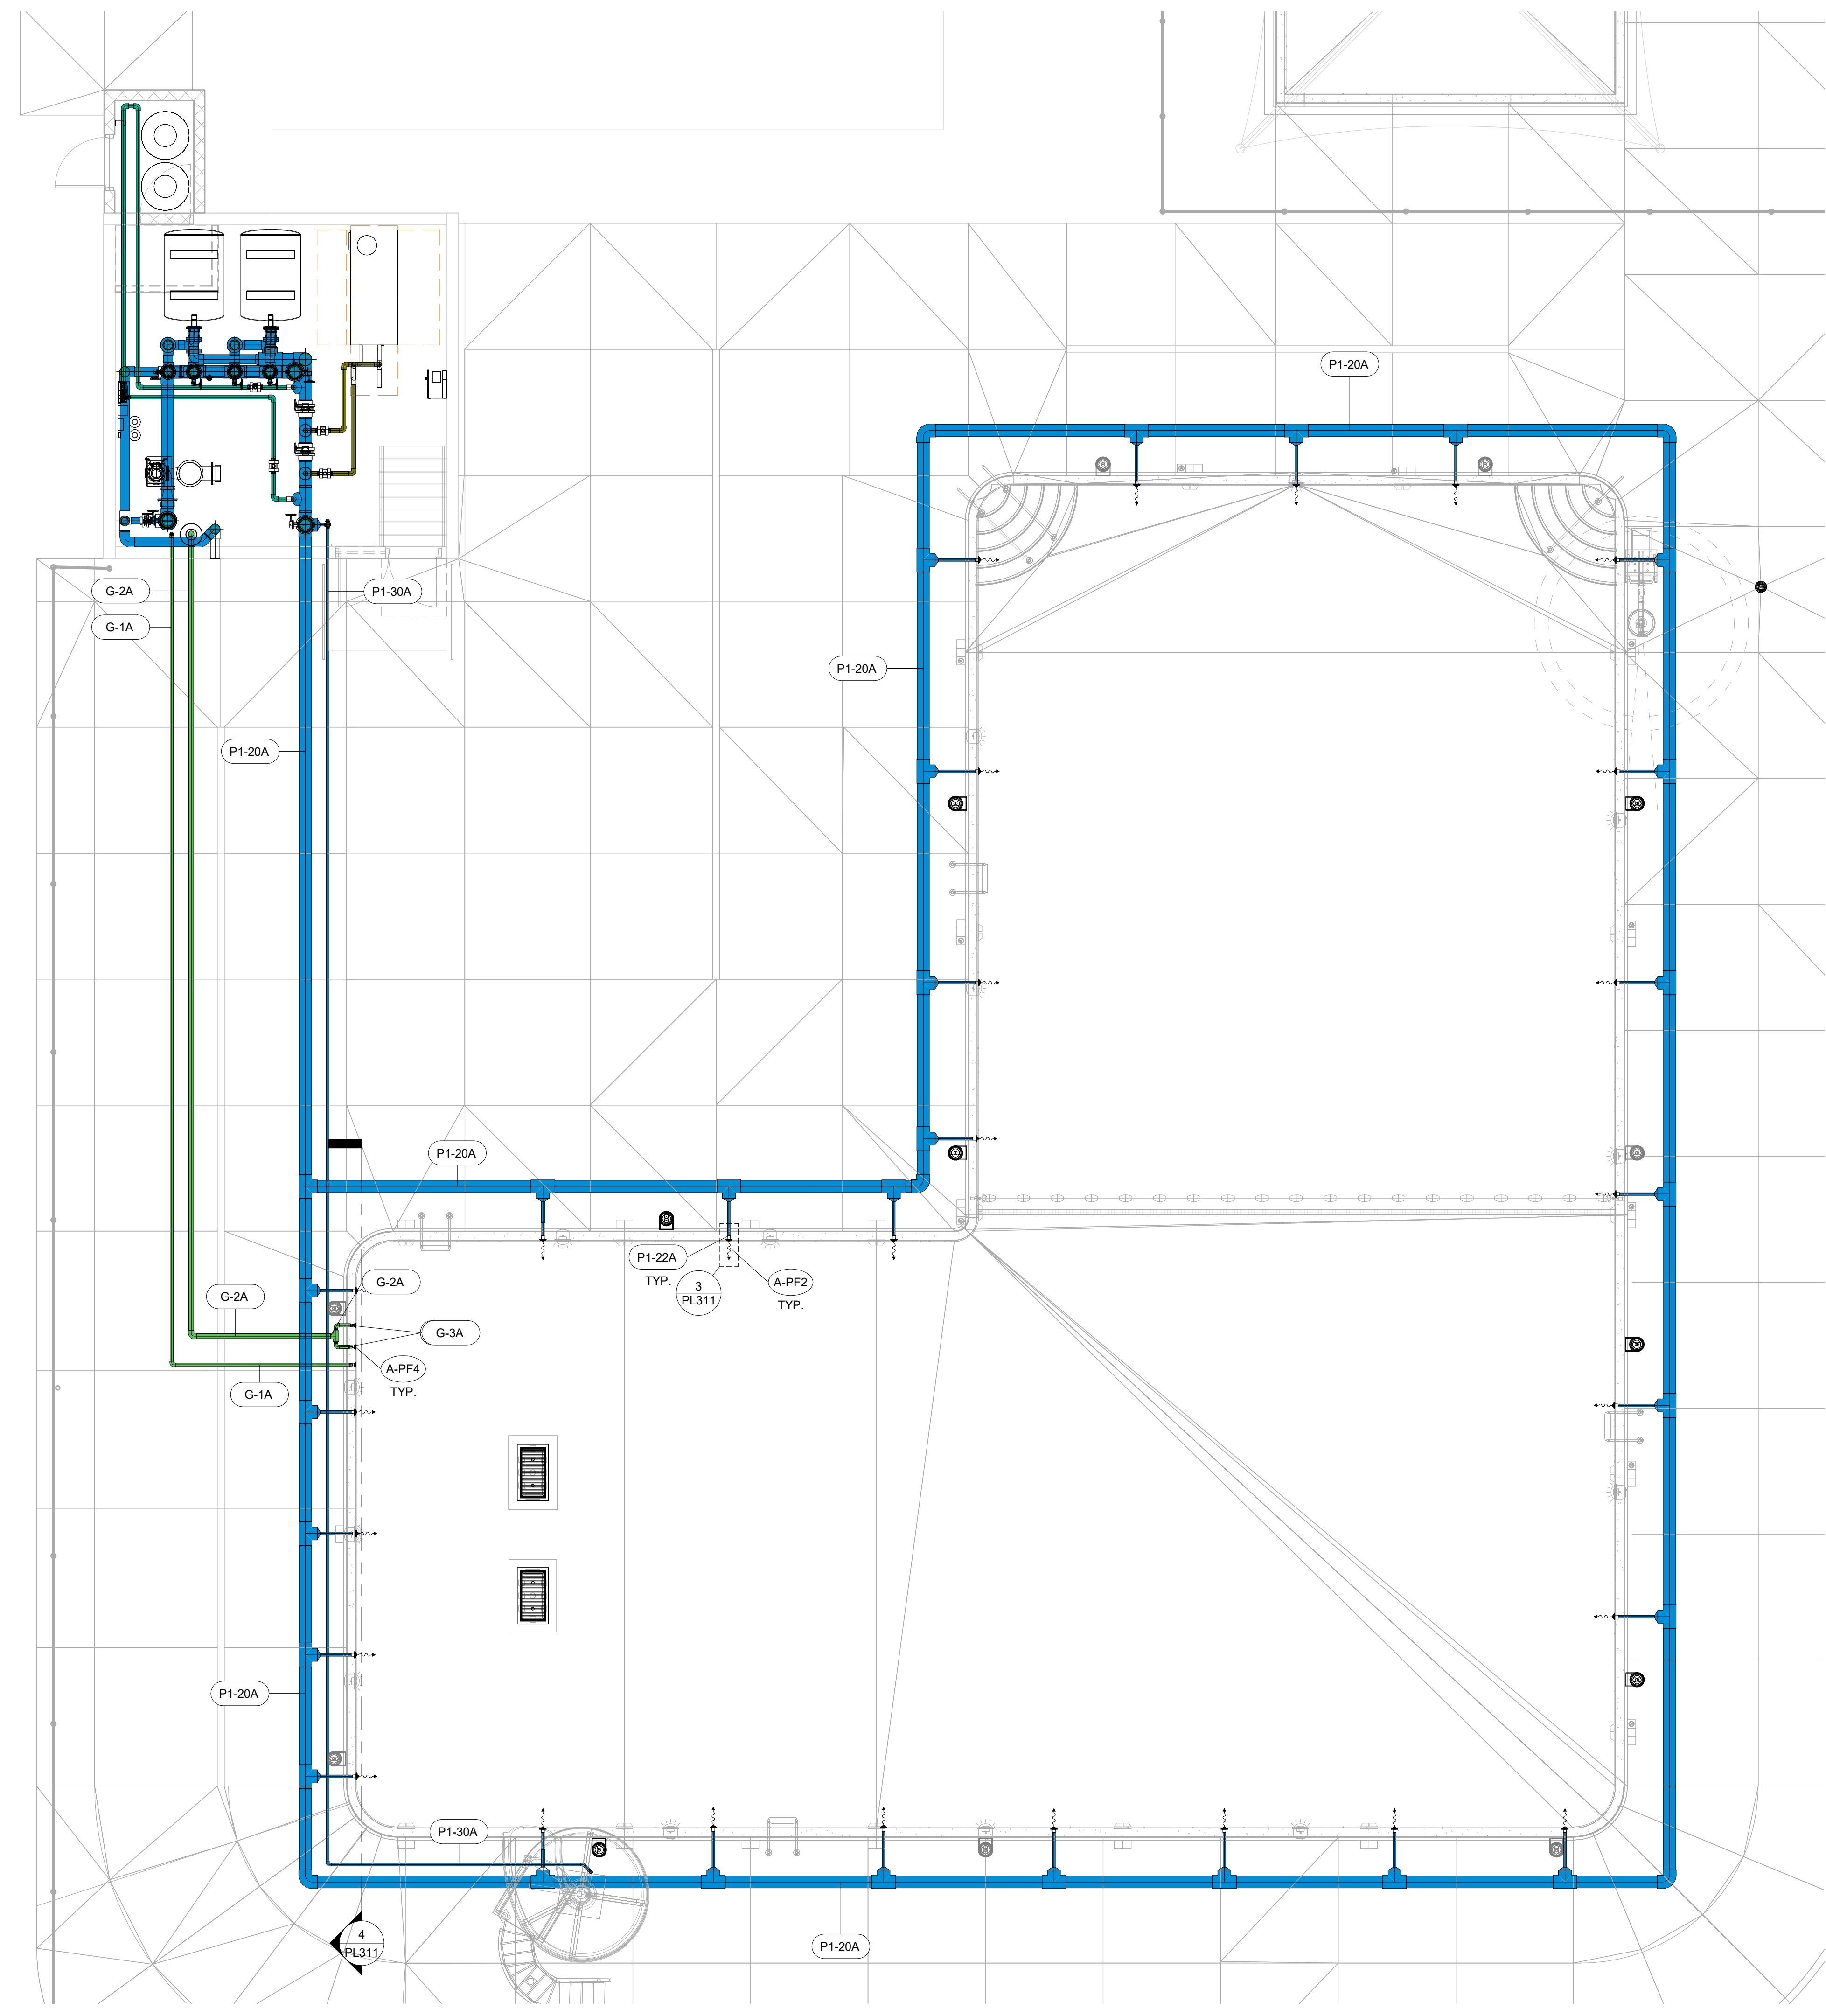 P1-20A
G-2A
P1-30A
G-1A
P1-20A
P1-20A
P1-20A
P1-22A
TYP.
3
PL311
A-PF2
TYP.
G-2A
G-2A
G-3A
A-PF4
TYP.
G-1A
P1-20A
P1-30A
4
PL311
P1-20A